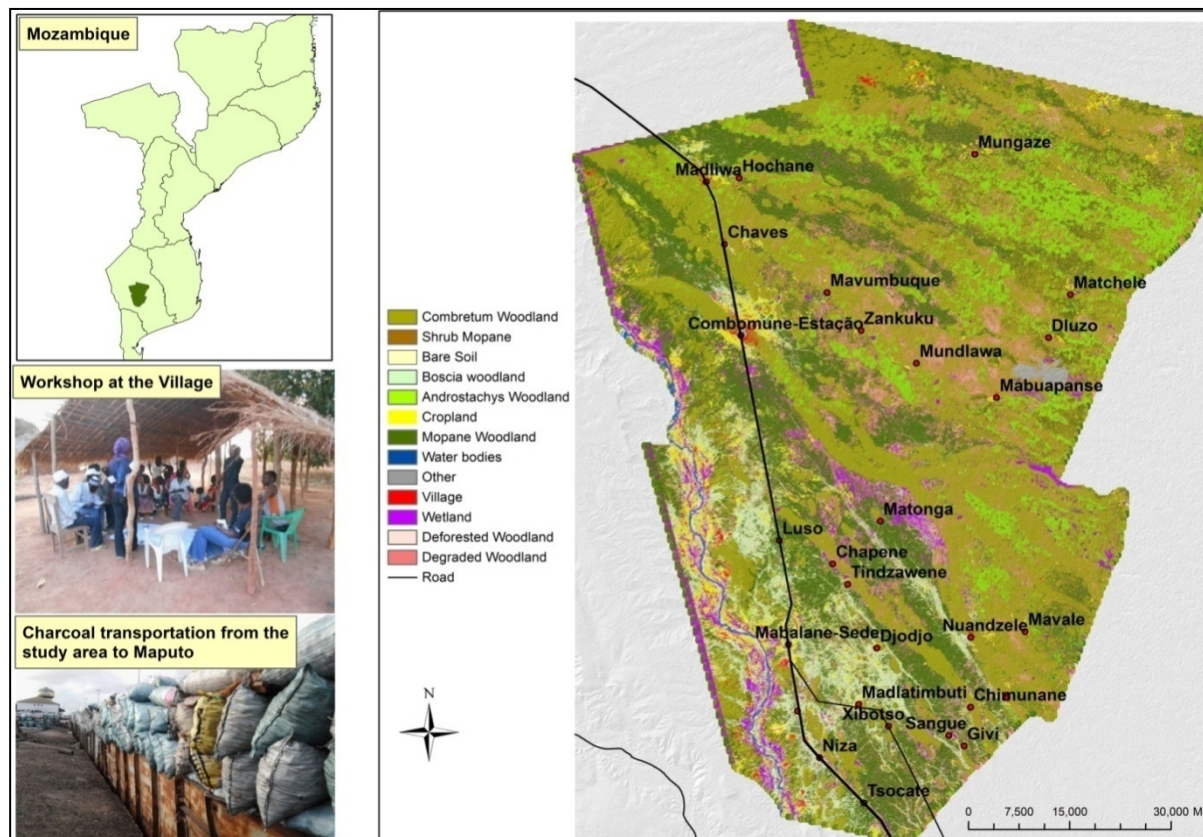 Mozambique
Workshop at the Village
Charcoal transportation from the
study area to Maputo
Combretum Woodland
Shrub Mopane
Bare Soil
Boscia woodland
Androstachys Woodland
Cropland
Mopane Woodland
Water bodies
Other
Village
Wetland
Deforested Woodland
Degraded Woodland
Road
N
Mungaze
Madliwa
Hochane
Chaves
Mavumbuque
Matchele
Combomune-Estação
Zankuku
Dluzo
Mundlawa
Mabuapanse
Matonga
Luso
Chapene
Tindzawene
Nuandzele
Mavale
Mabalane-Sede
Djodjo
Madlatimbuti
Chimunane
Xibotso
Sangue
Givi
Niza
Tsocate
0 7,500 15,000 30,000 M